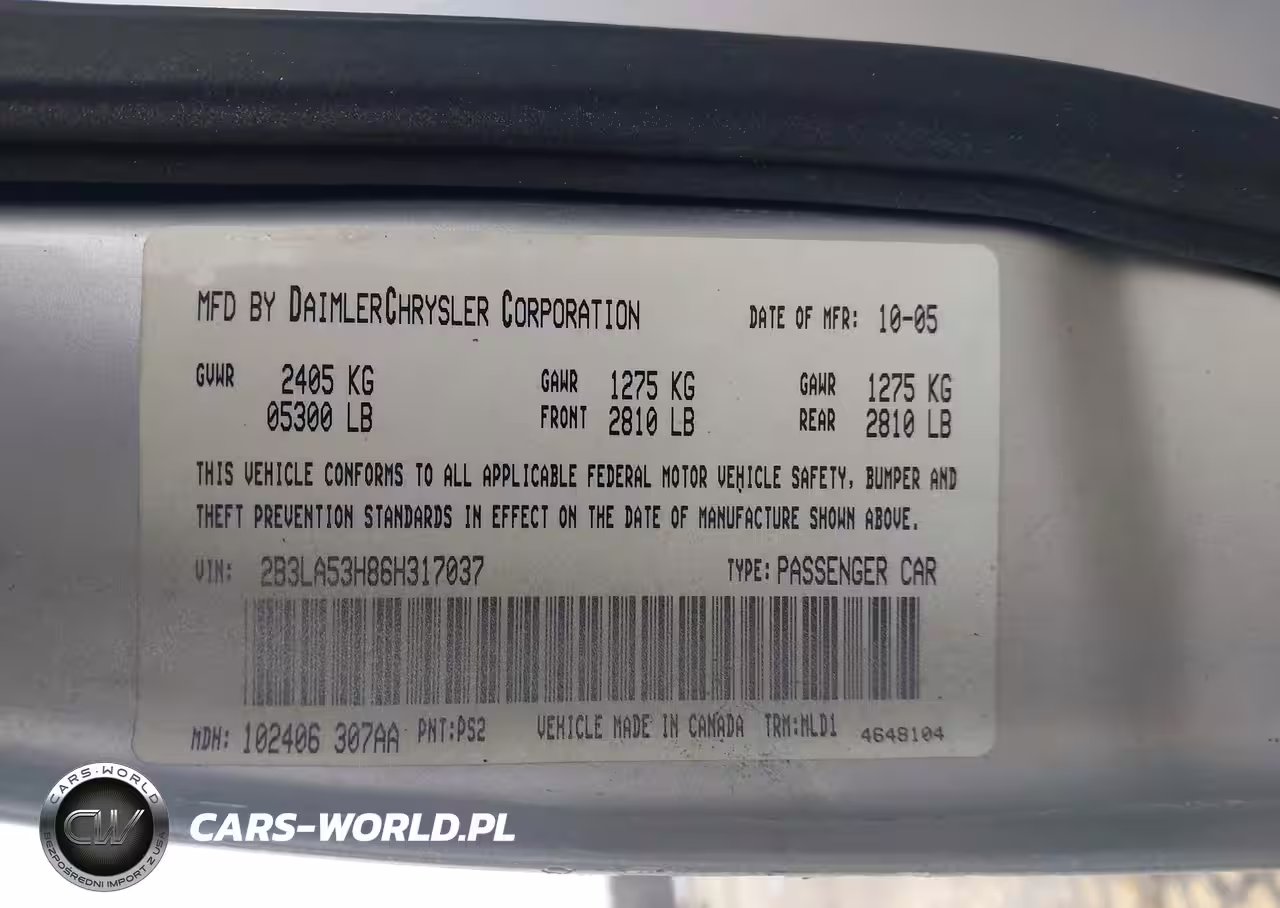 MFD BY DAIMLERCHRYSLER CORPORATION DATE OF MFR: 10-05
GVWR 2405 KG GAWR 1275 KG GAWR 1275 KG
05300 LB FRONT 2810 LB REAR 2810 LB
THIS VEHICLE CONFORMS TO ALL APPLICABLE FEDERAL MOTOR VEHICLE SAFETY, BUMPER AND
THEFT PREVENTION STANDARDS IN EFFECT ON THE DATE OF MANUFACTURE SHOWN ABOVE.
VIN: 2B3LA53H86H317037 TYPE: PASSENGER CAR
MDH: 102406 307AA PNT:PS2 VEHICLE MADE IN CANADA TRM:MLD1 4648104
CARS-WORLD
CW
BEZPOŚREDNI IMPORT Z USA
CARS-WORLD.PL